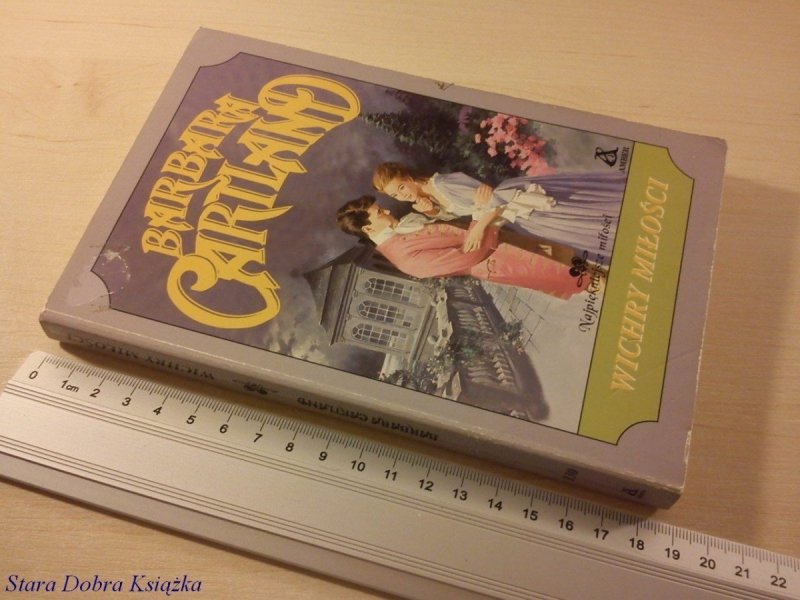 BARBARA
CARTLAND
AMBER
Najpiękniejsze miłości
WICHRY MIŁOŚCI
WICHRY MIŁOŚCI
BARBARA CARTLAND
110
0 1cm 2 3 4 5 6 7 8 9 10 11 12 13 14 15 16 17 18 19 20 21 22
Stara Dobra Książka